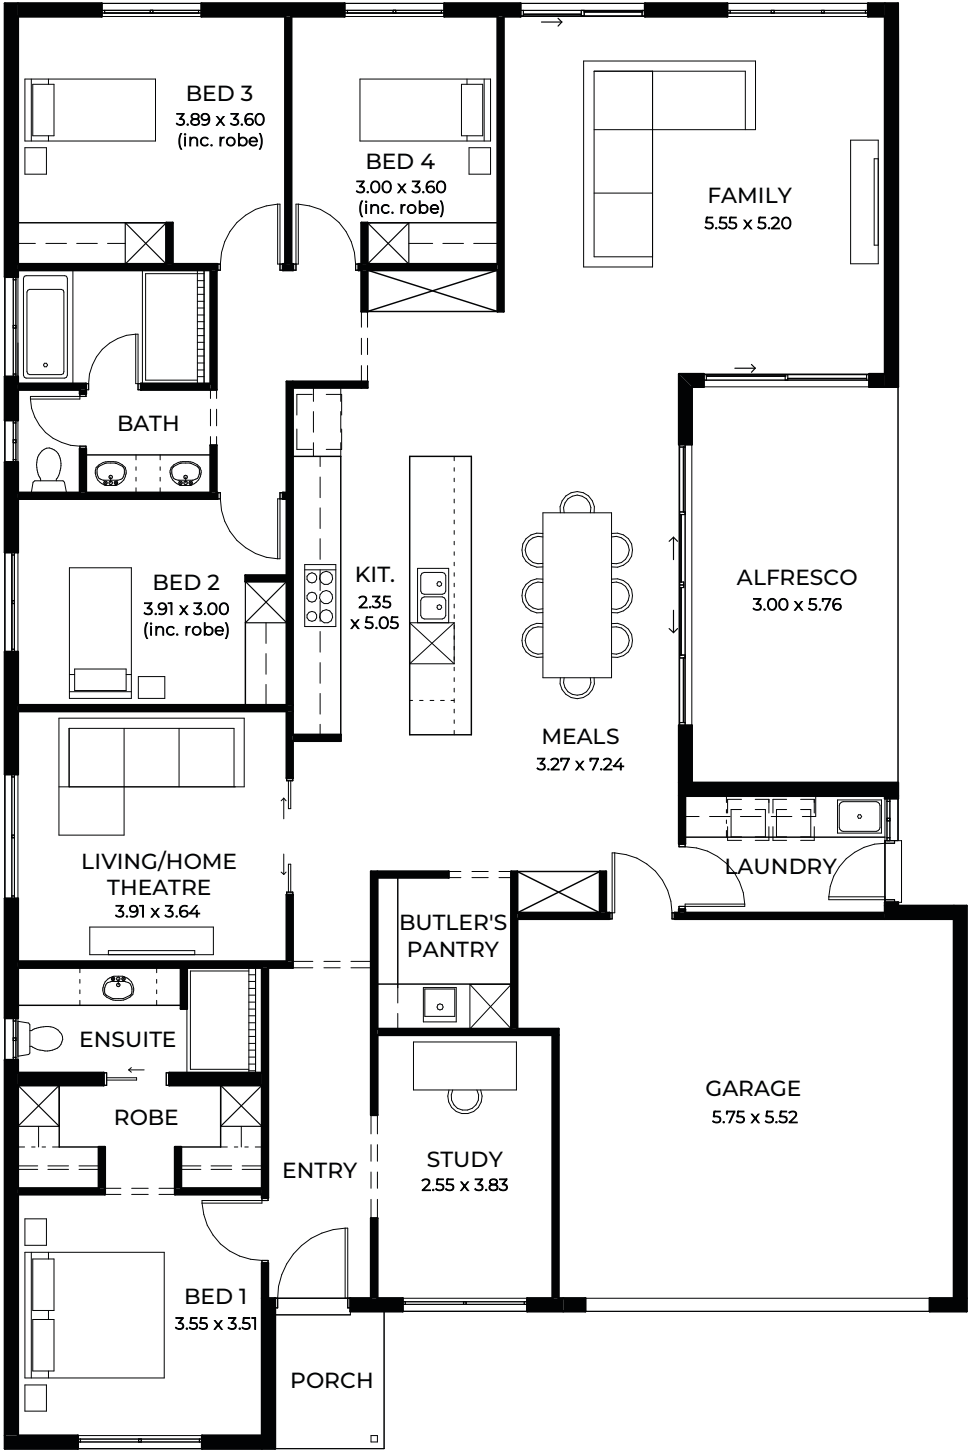 BED 3
3.89 x 3.60
(inc. robe)
BED 4
3.00 x 3.60
(inc. robe)
FAMILY
5.55 x 5.20
BATH
BED 2
3.91 x 3.00
(inc. robe)
KIT.
2.35
x 5.05
ALFRESCO
3.00 x 5.76
MEALS
3.27 x 7.24
LIVING/HOME
THEATRE
3.91 x 3.64
LAUNDRY
BUTLER'S
PANTRY
ENSUITE
ROBE
GARAGE
5.75 x 5.52
ENTRY
STUDY
2.55 x 3.83
BED 1
3.55 x 3.51
PORCH